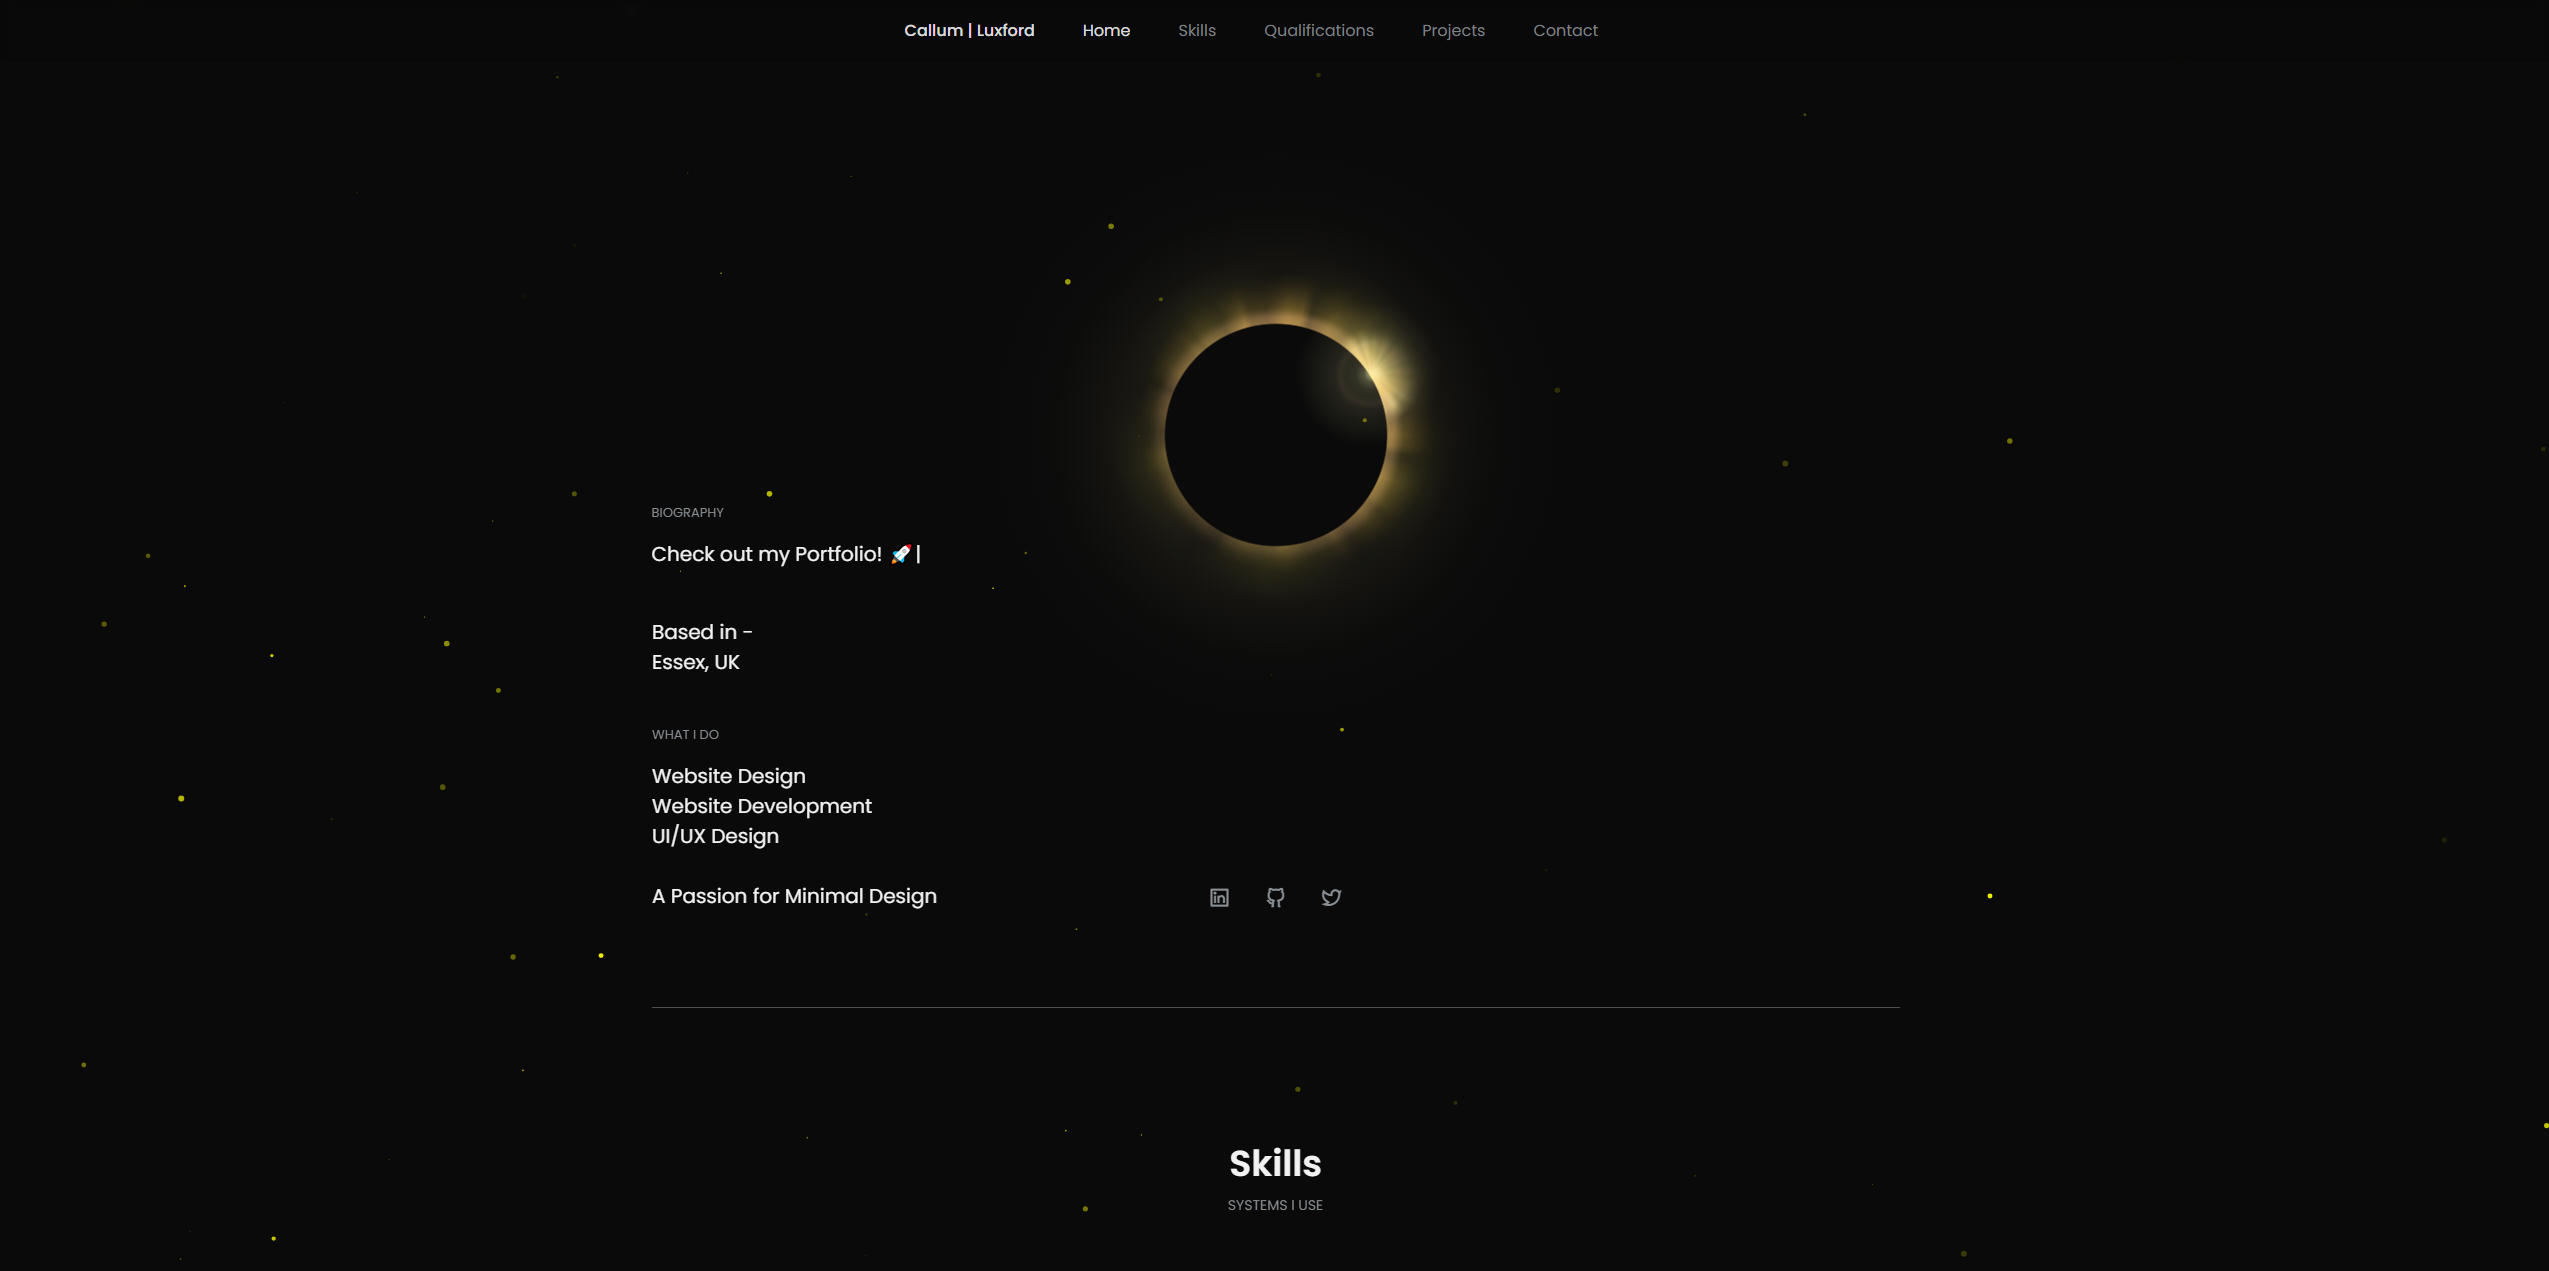 Callum | Luxford Home Skills Qualifications Projects Contact
BIOGRAPHY
Check out my Portfolio! 🚀 |
Based in -
Essex, UK
WHAT I DO
Website Design
Website Development
UI/UX Design
A Passion for Minimal Design
Skills
SYSTEMS I USE